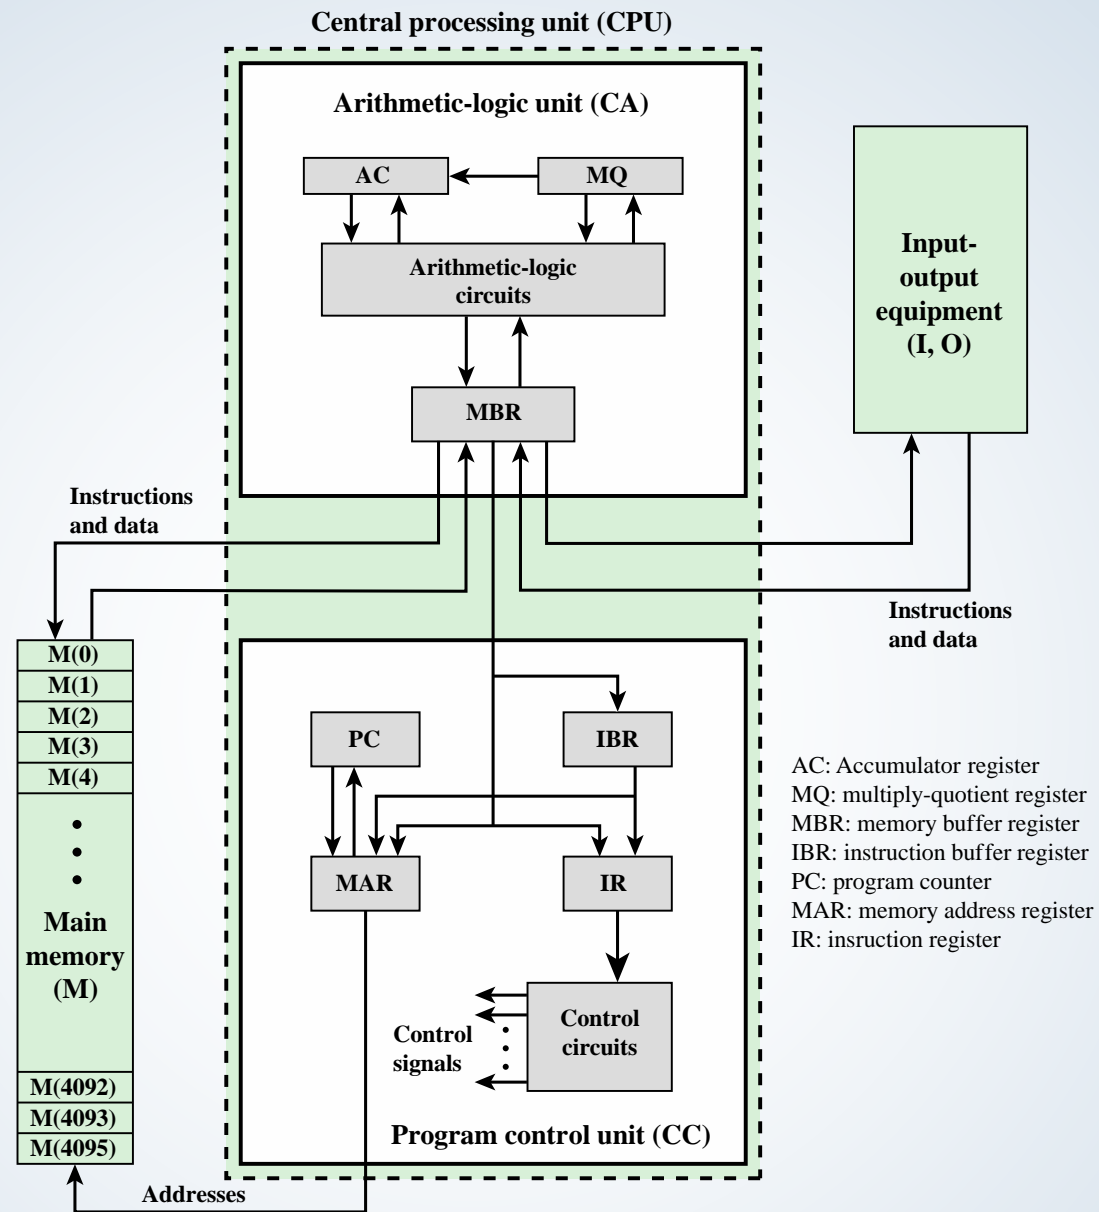 Central processing unit (CPU)
Arithmetic-logic unit (CA)
AC
MQ
Arithmetic-logic
circuits
MBR
Input-
output
equipment
(I, O)
Instructions
and data
Instructions
and data
M(0)
M(1)
M(2)
M(3)
M(4)
Main
memory
(M)
M(4092)
M(4093)
M(4095)
PC
IBR
MAR
IR
Control
signals
Control
circuits
Program control unit (CC)
Addresses
AC: Accumulator register
MQ: multiply-quotient register
MBR: memory buffer register
IBR: instruction buffer register
PC: program counter
MAR: memory address register
IR: insruction register